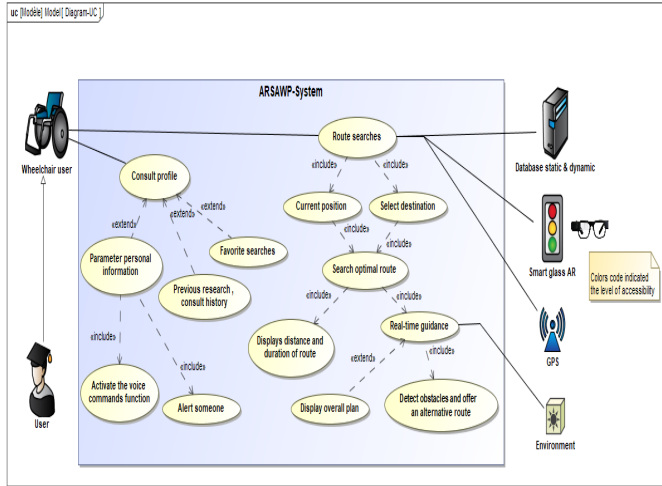 uc [Modèle] Model[ Diagram-UC ]
ARSAWP-System
Wheelchair user
User
Route searches
Consult profile
«include»
«include»
Current position
Select destination
«extend»
«extend»
«extend»
«include»
«include»
Parameter personal
information
Favorite searches
Previous research ,
consult history
Search optimal route
«include»
«include»
«include»
«include»
Displays distance and
duration of route
Real-time guidance
«extend»
«include»
Activate the voice
commands function
Alert someone
Display overall plan
Detect obstacles and offer
an alternative route
Database static & dynamic
Smart glass AR
Colors code indicated
the level of accessibility
GPS
Environment